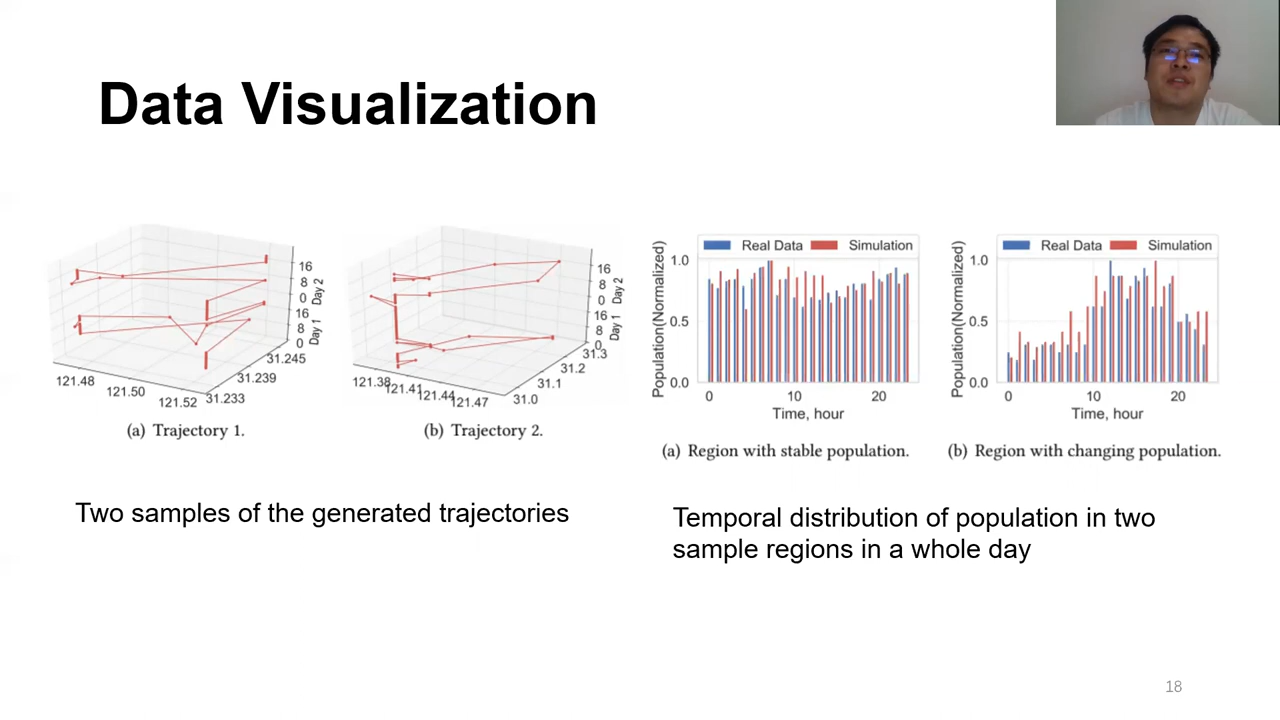 Data Visualization
16
8
0
16
8
0
Day 2
Day 1
121.48
121.50
121.52
31.233
31.239
31.245
(a) Trajectory 1.
16
8
0
16
8
0
Day 2
Day 1
121.38
121.41
121.44
121.47
31.0
31.1
31.2
31.3
(b) Trajectory 2.
Two samples of the generated trajectories
Real Data Simulation
Population(Normalized)
1.0
0.5
0.0
0 10 20
Time, hour
(a) Region with stable population.
Real Data Simulation
Population(Normalized)
1.0
0.5
0.0
0 10 20
Time, hour
(b) Region with changing population.
Temporal distribution of population in two
sample regions in a whole day
18